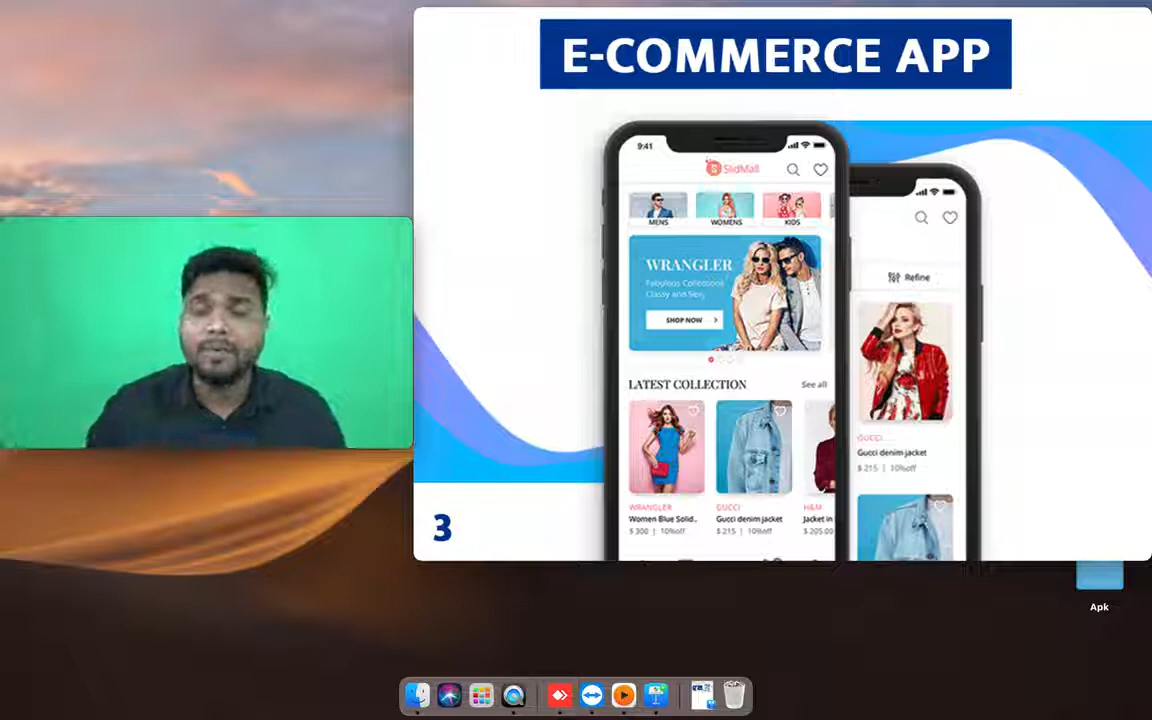 E-COMMERCE APP
9:41
SlidMall
MENS WOMENS KIDS
WRANGLER
Fabulous Collections
Classy and Sexy
SHOP NOW
Refine
LATEST COLLECTION See all
GUCCI
Gucci denim jacket
$ 215 | 10%off
WRANGLER
Women Blue Solid..
$ 300 | 10%off
GUCCI
Gucci denim jacket
$ 215 | 10%off
H&M
Jacket in
$ 205.00
3
Apk